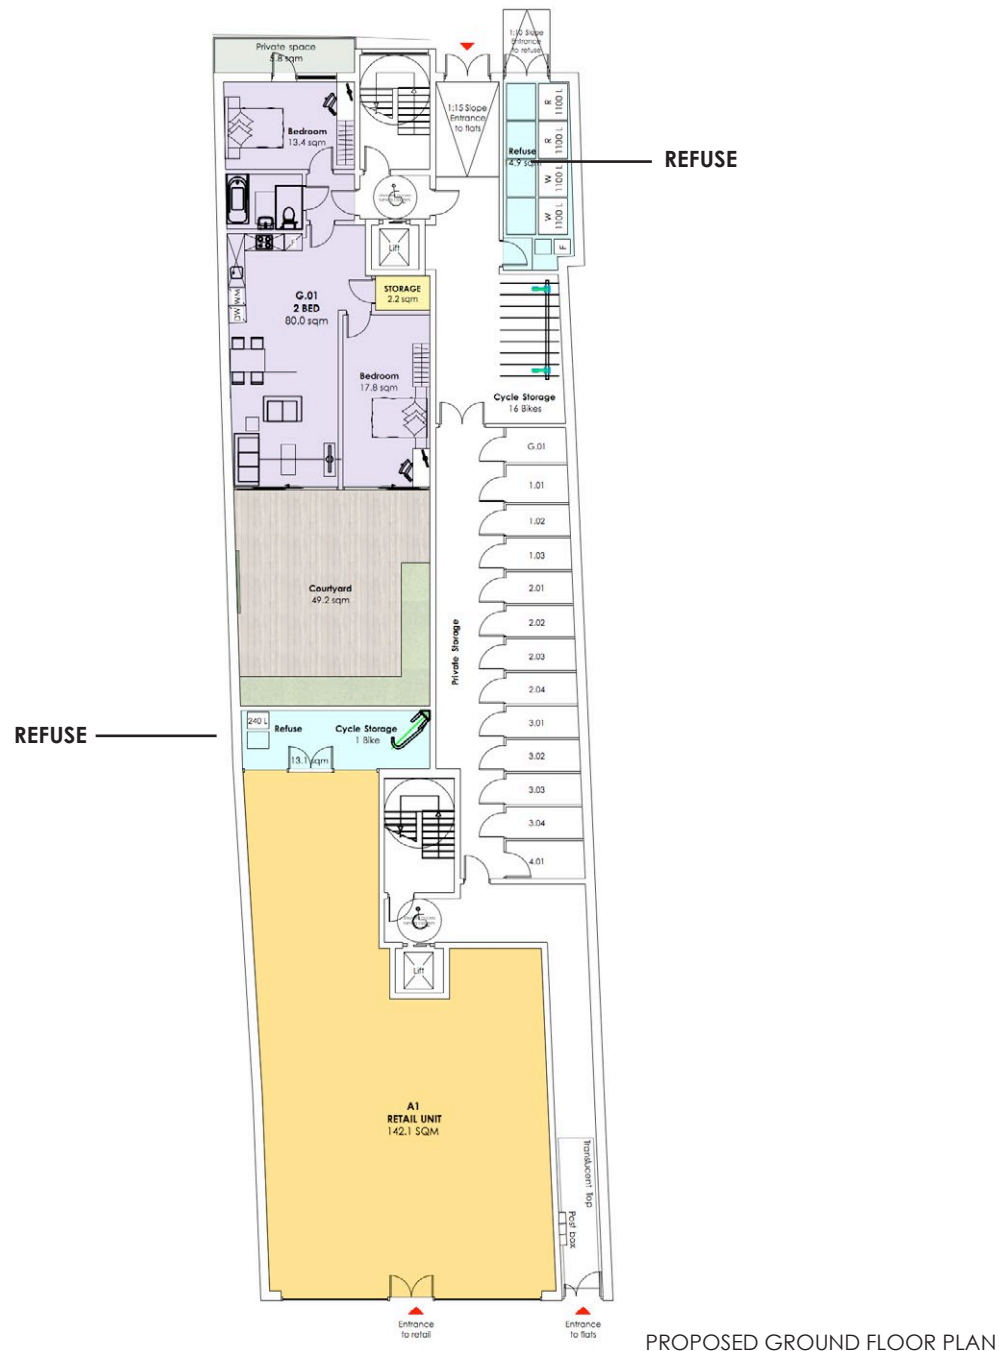 1:10 Slope
Entrance
to refuse
Private space
5.8 sqm
1:15 Slope
Entrance
to flats
Bedroom
13.4 sqm
R
1100 L
R
1100 L
Refuse
W
1100 L
W
1100 L
F
REFUSE
Lift
F
STORAGE
2.2 sqm
WM
DW
G.01
2 BED
80.0 sqm
Bedroom
17.8 sqm
Cycle Storage
16 Bikes
G.01
1.01
1.02
1.03
2.01
2.02
2.03
2.04
3.01
3.02
3.03
3.04
4.01
Private Storage
Courtyard
49.2 sqm
REFUSE
240 L
Refuse
Cycle Storage
1 Bike
13.1 sqm
Lift
A1
RETAIL UNIT
142.1 SQM
Translucent Top
Post box
Entrance
to retail
Entrance
to flats
PROPOSED GROUND FLOOR PLAN